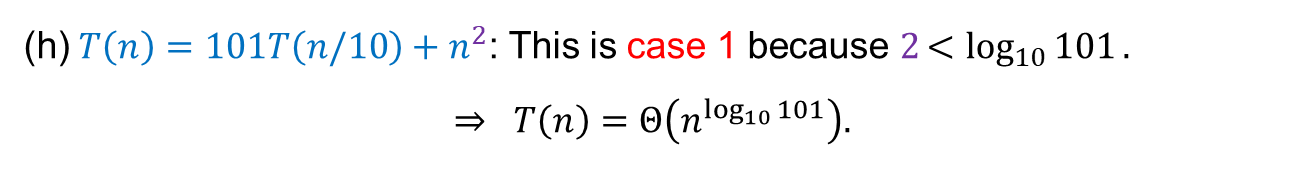 (h) T(n) = 101T(n/10) + n²: This is case 1 because 2 < log₁₀ 101.
⇒ T(n) = Θ(n^(log₁₀ 101)).